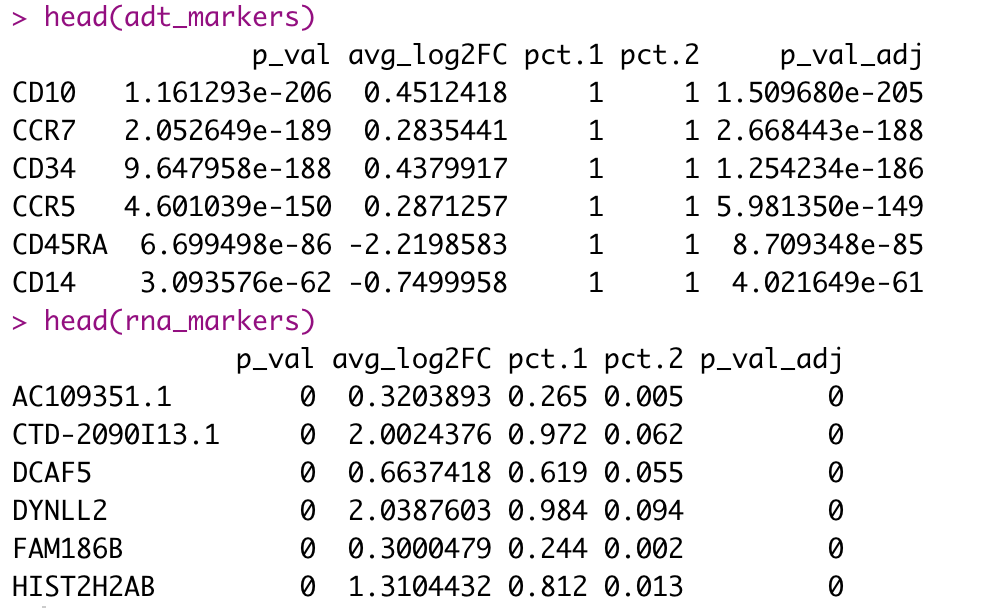 > head(adt_markers)
p_val avg_log2FC pct.1 pct.2 p_val_adj
CD10 1.161293e-206 0.4512418 1 1 1.509680e-205
CCR7 2.052649e-189 0.2835441 1 1 2.668443e-188
CD34 9.647958e-188 0.4379917 1 1 1.254234e-186
CCR5 4.601039e-150 0.2871257 1 1 5.981350e-149
CD45RA 6.699498e-86 -2.2198583 1 1 8.709348e-85
CD14 3.093576e-62 -0.7499958 1 1 4.021649e-61
> head(rna_markers)
p_val avg_log2FC pct.1 pct.2 p_val_adj
AC109351.1 0 0.3203893 0.265 0.005 0
CTD-2090I13.1 0 2.0024376 0.972 0.062 0
DCAF5 0 0.6637418 0.619 0.055 0
DYNLL2 0 2.0387603 0.984 0.094 0
FAM186B 0 0.3000479 0.244 0.002 0
HIST2H2AB 0 1.3104432 0.812 0.013 0